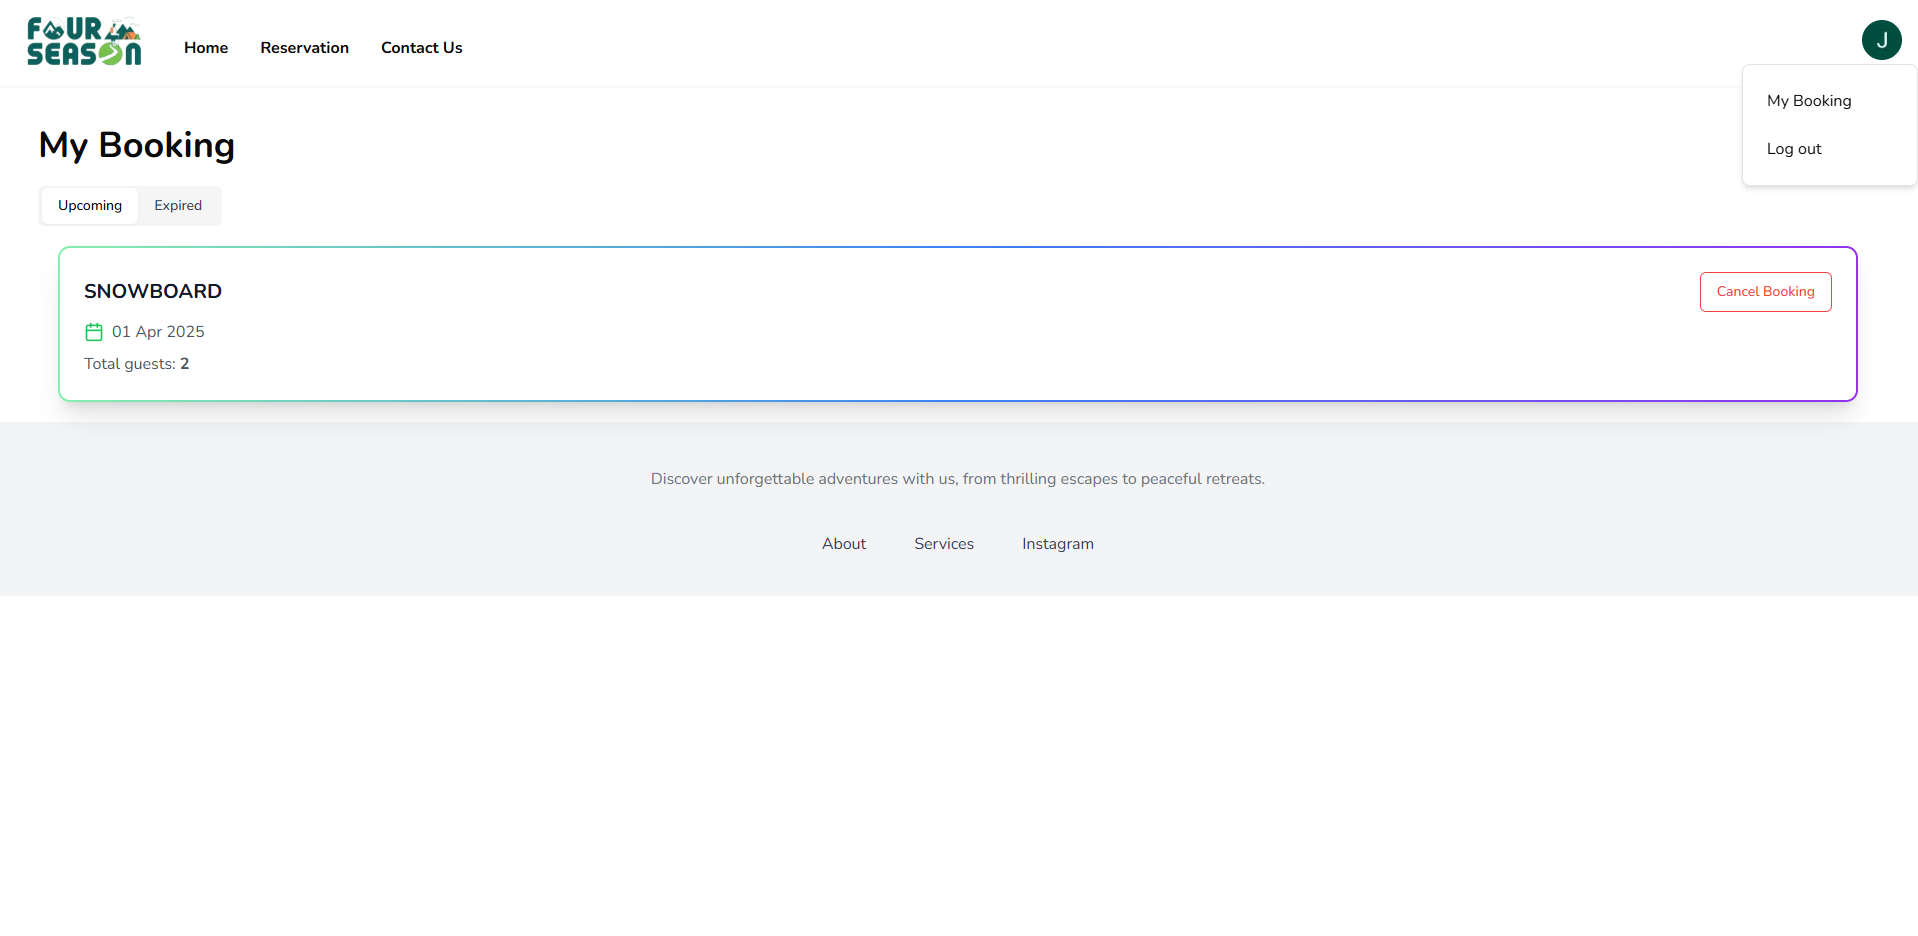 FOUR
SEASON
Home
Reservation
Contact Us
J
My Booking
Log out
My Booking
Upcoming
Expired
SNOWBOARD
Cancel Booking
01 Apr 2025
Total guests: 2
Discover unforgettable adventures with us, from thrilling escapes to peaceful retreats.
About
Services
Instagram